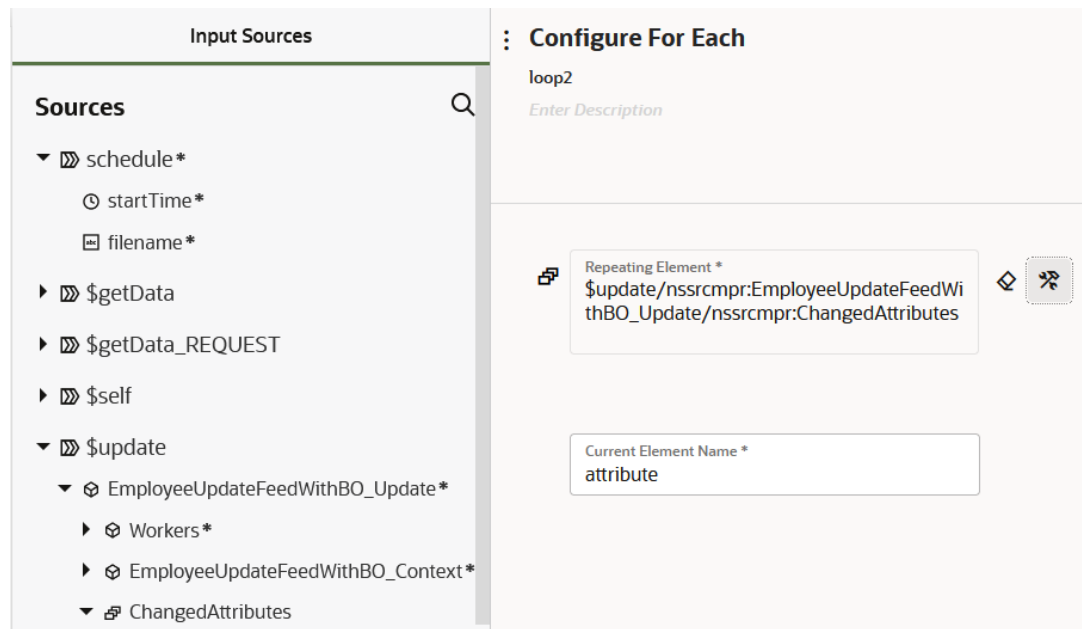 Input Sources
Sources
schedule*
startTime*
abc
filename*
$getData
$getData_REQUEST
$self
$update
EmployeeUpdateFeedWithBO_Update*
Workers*
EmployeeUpdateFeedWithBO_Context*
ChangedAttributes
Configure For Each
loop2
Enter Description
Repeating Element *
$update/nssrcmpr:EmployeeUpdateFeedWi
thBO_Update/nssrcmpr:ChangedAttributes
Current Element Name *
attribute